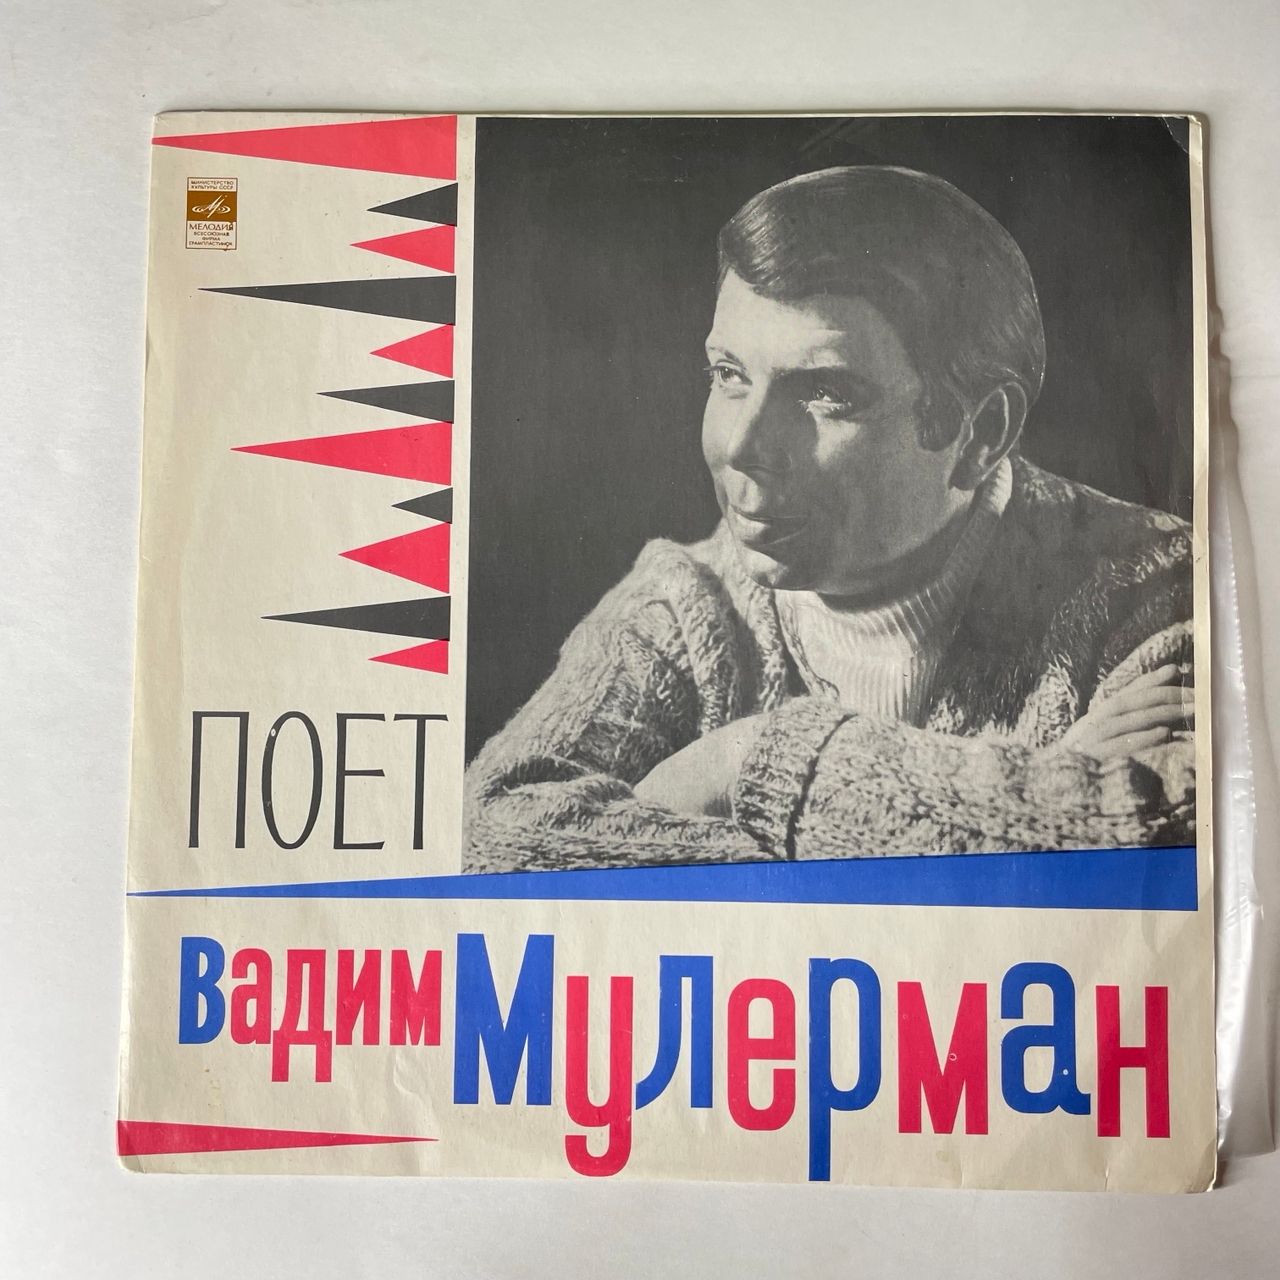 МИНИСТЕРСТВО
КУЛЬТУРЫ СССР
МЕЛОДИЯ
ВСЕСОЮЗНАЯ
ФИРМА
ГРАМПЛАСТИНОК
ПОЕТ
Вадим Мулерман